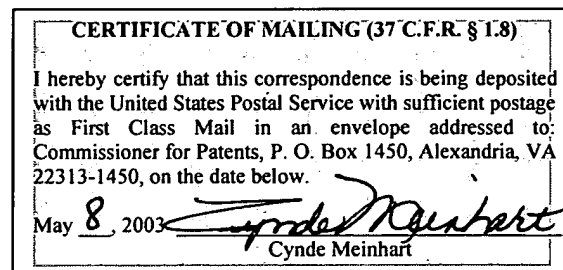 CERTIFICATE OF MAILING (37 C.F.R. § 1.8)
I hereby certify that this correspondence is being deposited
with the United States Postal Service with sufficient postage
as First Class Mail in an envelope addressed to:
Commissioner for Patents, P. O. Box 1450, Alexandria, VA
22313-1450, on the date below.
May 8, 2003 Cynde Meinhart
Cynde Meinhart